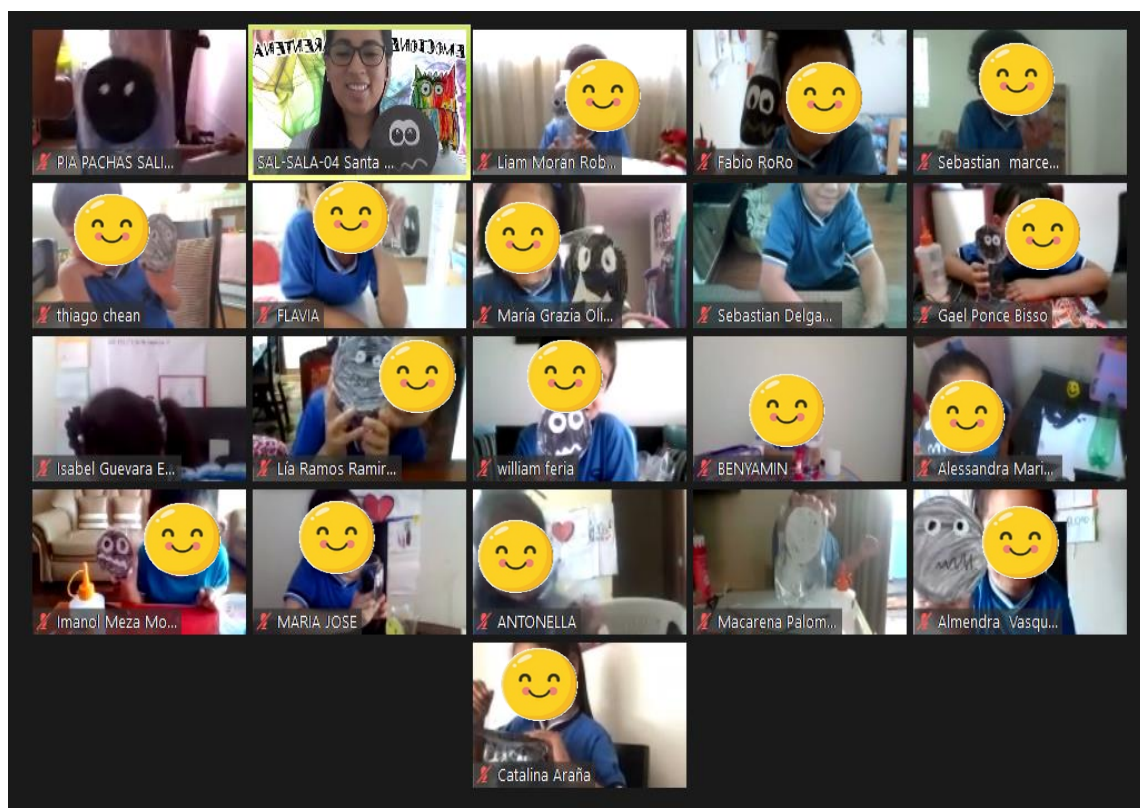 PIA PACHAS SALI...
EMOCIONE
ARENTENA
SAL-SALA-04 Santa ...
Liam Moran Rob...
Fabio RoRo
Sebastian marce...
thiago chean
FLAVIA
María Grazia Oli...
Sebastian Delga...
Gael Ponce Bisso
Isabel Guevara E...
Lía Ramos Ramir...
william feria
BENYAMIN
Alessandra Mari...
Imanol Meza Mo...
MARIA JOSE
ANTONELLA
Macarena Palom...
Almendra Vasqu...
Catalina Araña